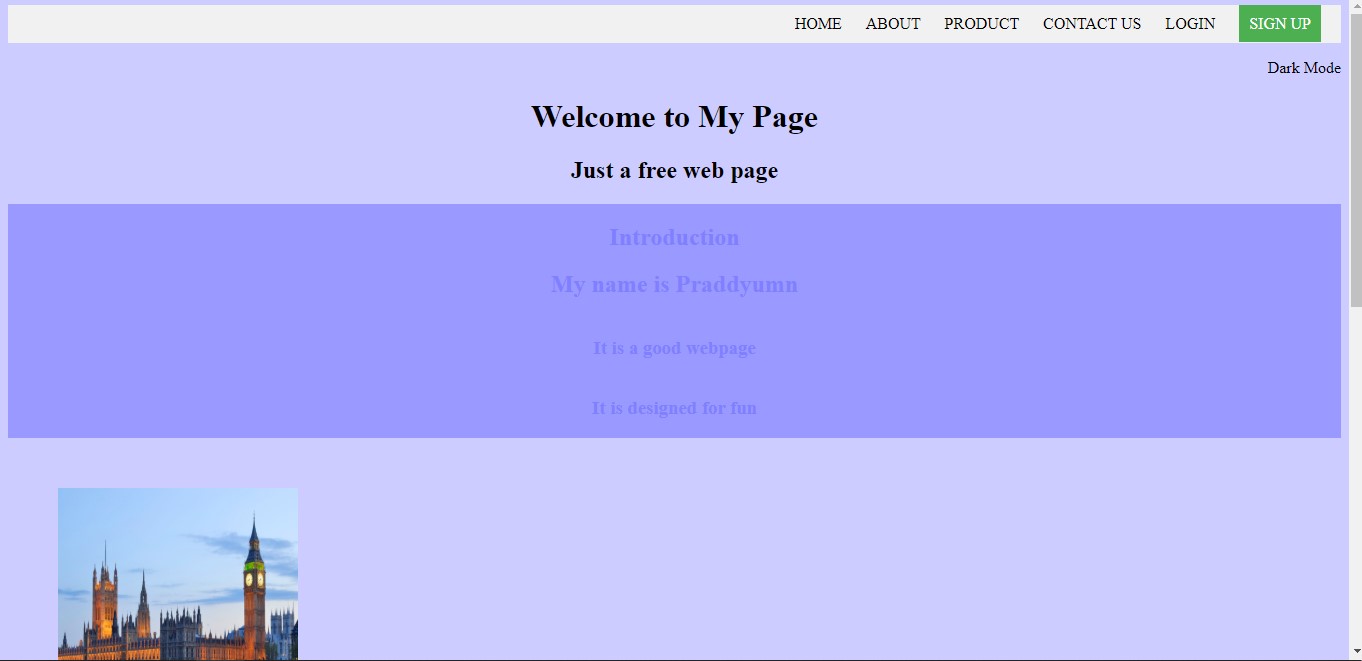 HOME ABOUT PRODUCT CONTACT US LOGIN SIGN UP
Dark Mode
Welcome to My Page
Just a free web page
Introduction
My name is Praddyumn
It is a good webpage
It is designed for fun